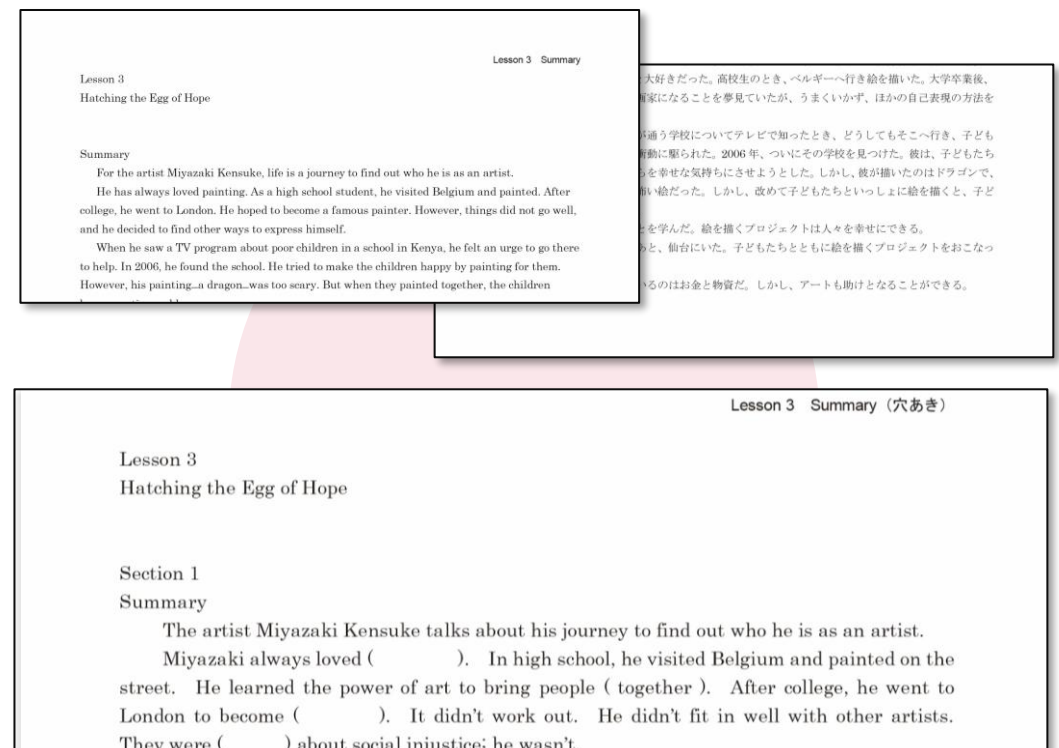 Lesson 3 Summary
Lesson 3
Hatching the Egg of Hope
Summary
For the artist Miyazaki Kensuke, life is a journey to find out who he is as an artist.
He has always loved painting. As a high school student, he visited Belgium and painted. After
college, he went to London. He hoped to become a famous painter. However, things did not go well,
and he decided to find other ways to express himself.
When he saw a TV program about poor children in a school in Kenya, he felt an urge to go there
to help. In 2006, he found the school. He tried to make the children happy by painting for them.
However, his painting…a dragon…was too scary. But when they painted together, the children
大好きだった。高校生のとき、ベルギーへ行き絵を描いた。大学卒業後、
画家になることを夢見ていたが、うまくいかず、ほかの自己表現の方法を
通う学校についてテレビで知ったとき、どうしてもそこへ行き、子ども
衝動に駆られた。2006 年、ついにその学校を見つけた。彼は、子どもたち
を幸せな気持ちにさせようとした。しかし、彼が描いたのはドラゴンで、
怖い絵だった。しかし、改めて子どもたちといっしょに絵を描くと、子ど
とを学んだ。絵を描くプロジェクトは人々を幸せにできる。
あと、仙台にいた。子どもたちとともに絵を描くプロジェクトをおこなっ
いるのはお金と物資だ。しかし、アートも助けとなることができる。
Lesson 3 Summary（穴あき）
Lesson 3
Hatching the Egg of Hope
Section 1
Summary
The artist Miyazaki Kensuke talks about his journey to find out who he is as an artist.
Miyazaki always loved ( ). In high school, he visited Belgium and painted on the
street. He learned the power of art to bring people ( together ). After college, he went to
London to become ( ). It didn't work out. He didn't fit in well with other artists.
They were ( ) about social injustice; he wasn't